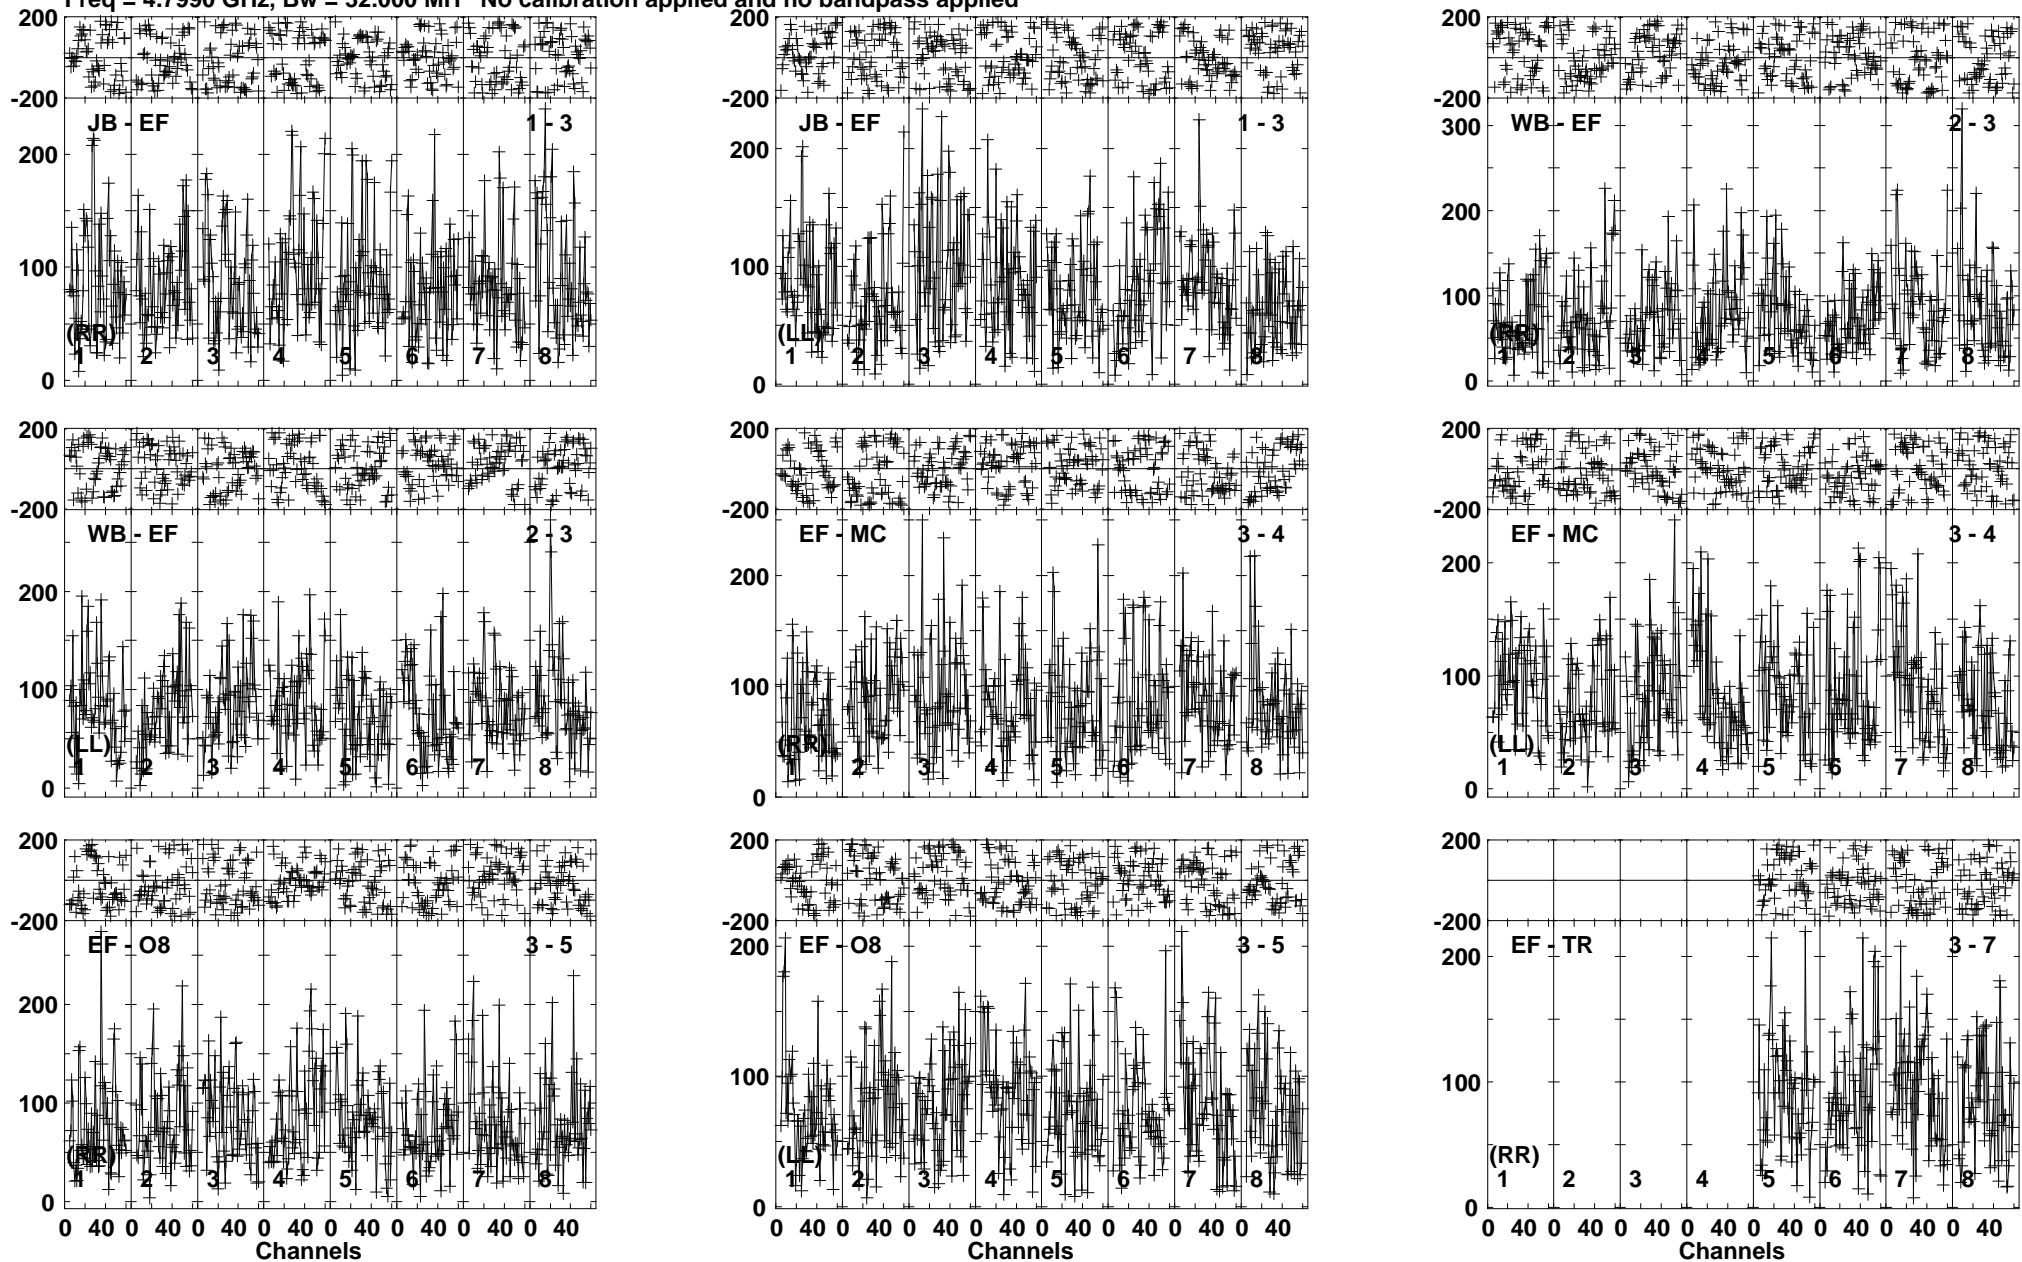 Freq = 4.7990 GHz, Bw = 32.000 MH No calibration applied and no bandpass applied
200 200 200
-200 -200 -200
JB - EF 1 - 3 JB - EF 1 - 3 WB - EF 2 - 3
300
200 200 200
100 100 100
(RR) (LL) (RR)
1 2 3 4 5 6 7 8 1 2 3 4 5 6 7 8 1 2 3 4 5 6 7 8
0 0 0
200 200 200
-200 -200 -200
WB - EF 2 - 3 EF - MC 3 - 4 EF - MC 3 - 4
200 200 200
100 100 100
(LL) (RR) (LL)
1 2 3 4 5 6 7 8 1 2 3 4 5 6 7 8 1 2 3 4 5 6 7 8
0 0 0
200 200 200
-200 -200 -200
EF - O8 3 - 5 EF - O8 3 - 5 EF - TR 3 - 7
200 200 200
100 100 100
(RR) (LL) (RR)
1 2 3 4 5 6 7 8 1 2 3 4 5 6 7 8 1 2 3 4 5 6 7 8
0 0 0
0 40 0 40 0 40 0 40 0 40 0 40 0 40 0 40 0 40 0 40 0 40 0 40 0 40 0 40 0 40 0 40 0 40 0 40 0 40 0 40 0 40 0 40 0 40 0 40
Channels Channels Channels